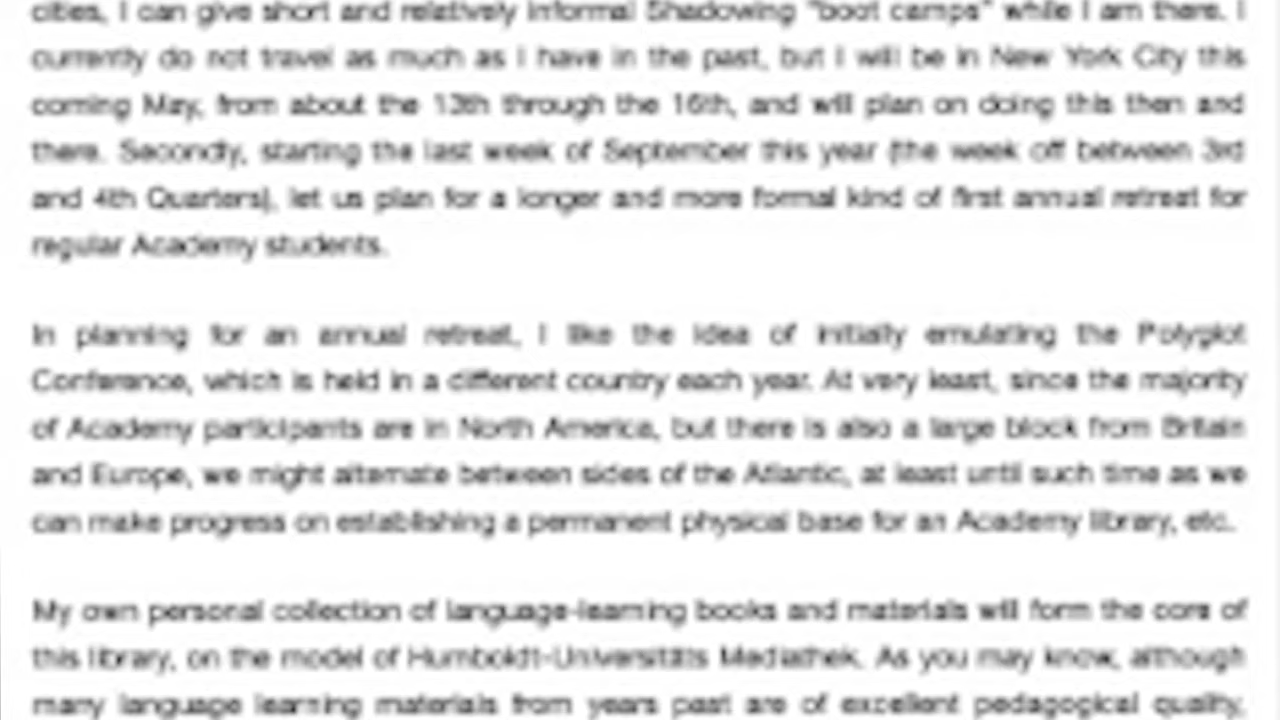 cities, I can give short and relatively informal Shadowing "boot camps" while I am there. I
currently do not travel as much as I have in the past, but I will be in New York City this
coming May, from about the 13th through the 16th, and will plan on doing this then and
there. Secondly, starting the last week of September this year (the week off between 3rd
and 4th Quarters), let us plan for a longer and more formal kind of first annual retreat for
regular Academy students.
In planning for an annual retreat, I like the idea of initially emulating the Polyglot
Conference, which is held in a different country each year. At very least, since the majority
of Academy participants are in North America, but there is also a large block from Britain
and Europe, we might alternate between sides of the Atlantic, at least until such time as we
can make progress on establishing a permanent physical base for an Academy library, etc.
My own personal collection of language-learning books and materials will form the core of
this library, on the model of Humboldt-Universitäts Mediathek. As you may know, although
many language learning materials from years past are of excellent pedagogical quality,